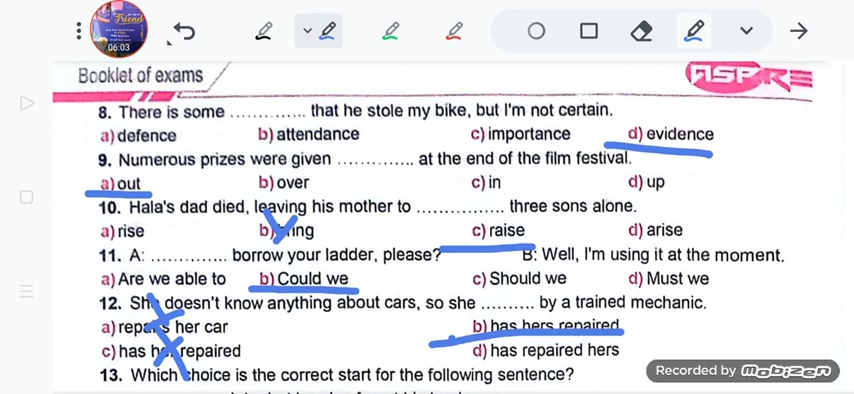 Friend
06:03
Booklet of exams
ASPIRE
8. There is some .............. that he stole my bike, but I'm not certain.
a) defence b) attendance c) importance d) evidence
9. Numerous prizes were given .............. at the end of the film festival.
a) out b) over c) in d) up
10. Hala's dad died, leaving his mother to ................ three sons alone.
a) rise b) bring c) raise d) arise
11. A: .............. borrow your ladder, please? B: Well, I'm using it at the moment.
a) Are we able to b) Could we c) Should we d) Must we
12. She doesn't know anything about cars, so she .......... by a trained mechanic.
a) repairs her car b) has hers repaired
c) has her repaired d) has repaired hers
13. Which choice is the correct start for the following sentence?
Recorded by mobizen